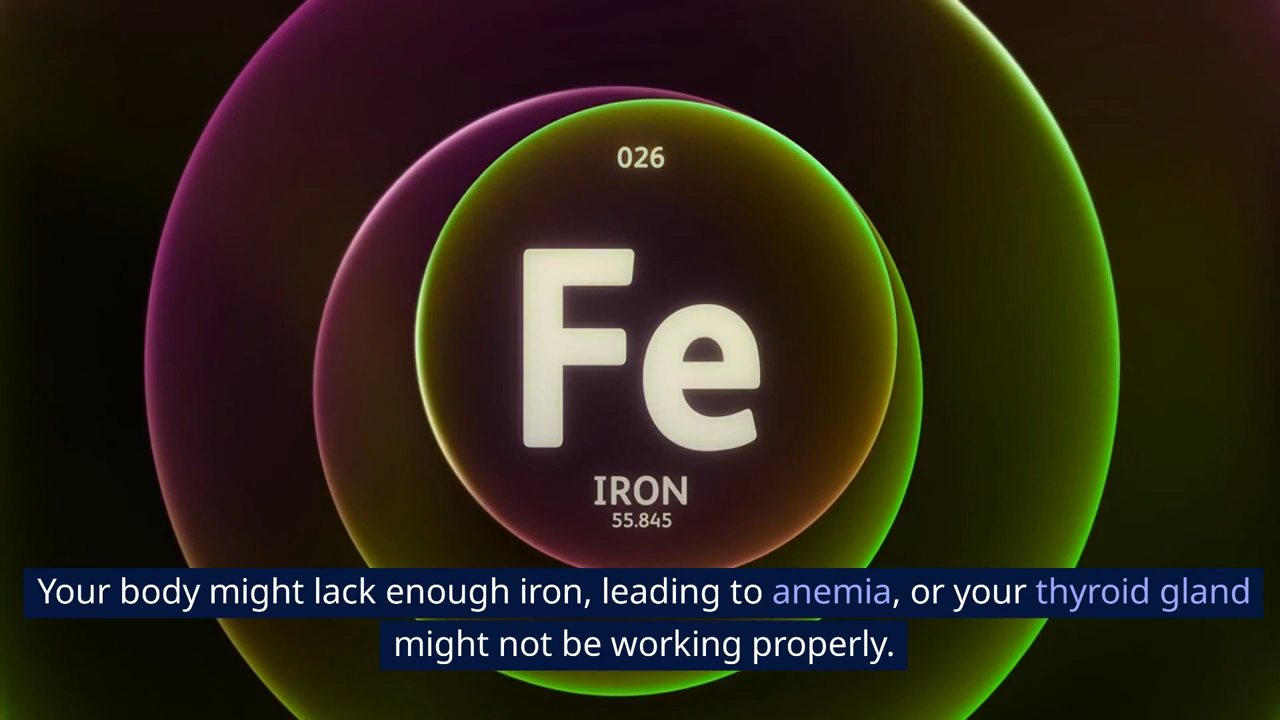 026
Fe
IRON
55.845
Your body might lack enough iron, leading to anemia, or your thyroid gland
might not be working properly.